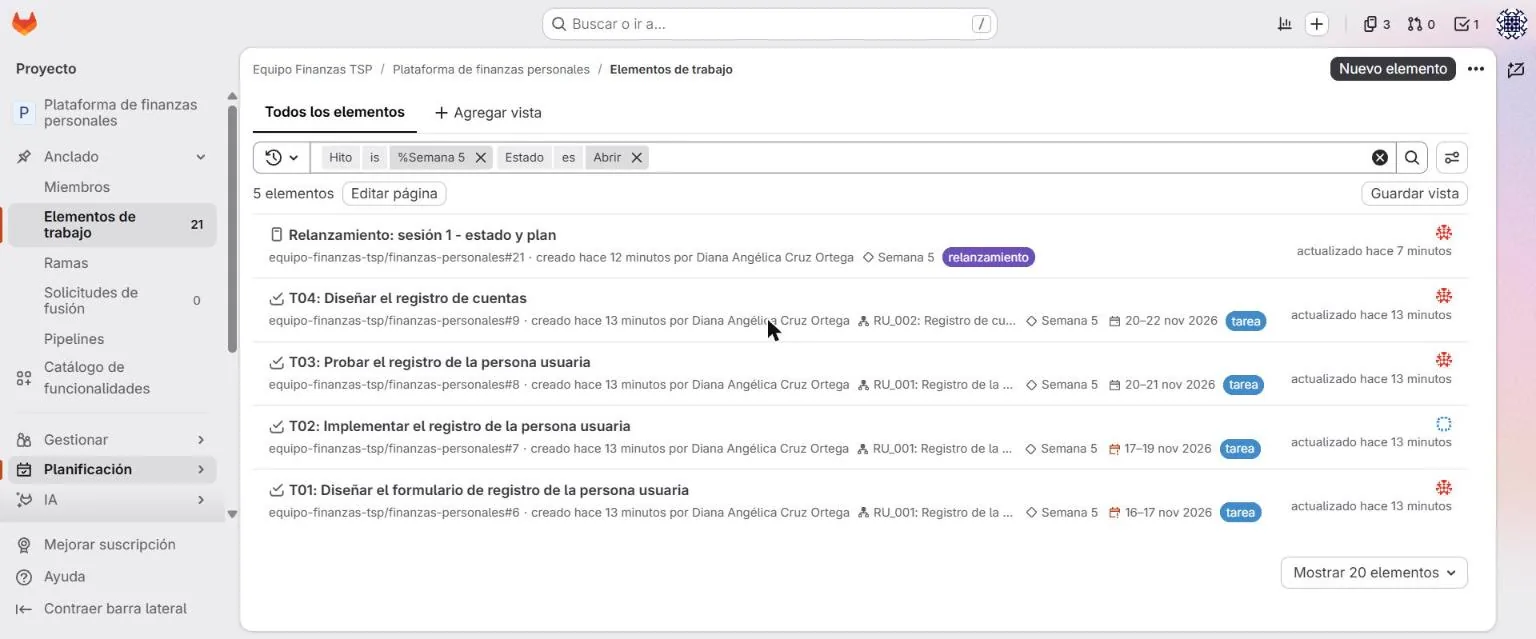 Buscar o ir a...
/
3
0
1
Proyecto
P
Plataforma de finanzas
personales
Anclado
Miembros
Elementos de
trabajo
21
Ramas
Solicitudes de
fusión
0
Pipelines
Catálogo de
funcionalidades
Gestionar
Planificación
IA
Mejorar suscripción
Ayuda
Contraer barra lateral
Equipo Finanzas TSP / Plataforma de finanzas personales / Elementos de trabajo
Nuevo elemento
Todos los elementos
Agregar vista
Hito is %Semana 5 Estado es Abrir
5 elementos Editar página
Guardar vista
Relanzamiento: sesión 1 - estado y plan
equipo-finanzas-tsp/finanzas-personales#21 · creado hace 12 minutos por Diana Angélica Cruz Ortega Semana 5 relanzamiento
actualizado hace 7 minutos
T04: Diseñar el registro de cuentas
equipo-finanzas-tsp/finanzas-personales#9 · creado hace 13 minutos por Diana Angélica Cruz Ortega RU_002: Registro de cu... Semana 5 20–22 nov 2026 tarea
actualizado hace 13 minutos
T03: Probar el registro de la persona usuaria
equipo-finanzas-tsp/finanzas-personales#8 · creado hace 13 minutos por Diana Angélica Cruz Ortega RU_001: Registro de la ... Semana 5 20–21 nov 2026 tarea
actualizado hace 13 minutos
T02: Implementar el registro de la persona usuaria
equipo-finanzas-tsp/finanzas-personales#7 · creado hace 13 minutos por Diana Angélica Cruz Ortega RU_001: Registro de la ... Semana 5 17–19 nov 2026 tarea
actualizado hace 13 minutos
T01: Diseñar el formulario de registro de la persona usuaria
equipo-finanzas-tsp/finanzas-personales#6 · creado hace 13 minutos por Diana Angélica Cruz Ortega RU_001: Registro de la ... Semana 5 16–17 nov 2026 tarea
actualizado hace 13 minutos
Mostrar 20 elementos